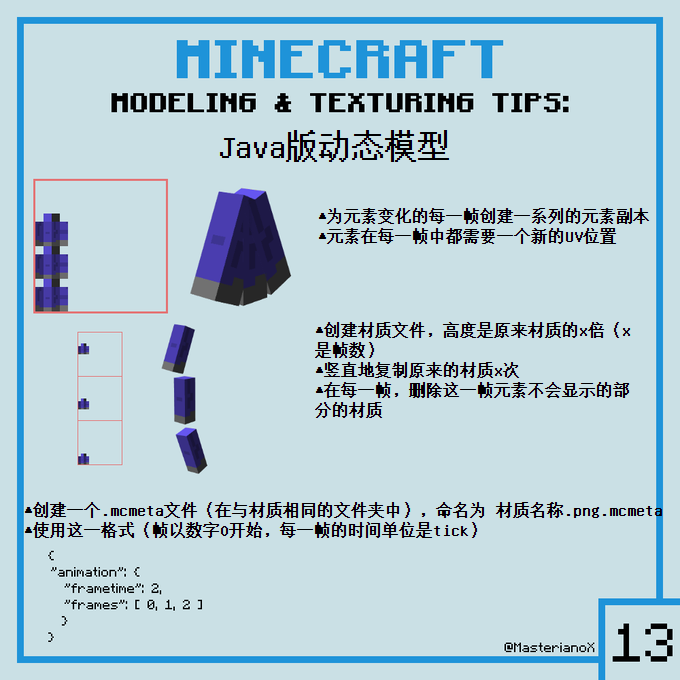 MINECRAFT
MODELING & TEXTURING TIPS:
Java版动态模型
▲为元素变化的每一帧创建一系列的元素副本
▲元素在每一帧中都需要一个新的UV位置
▲创建材质文件，高度是原来材质的x倍（x
是帧数）
▲竖直地复制原来的材质x次
▲在每一帧，删除这一帧元素不会显示的部
分的材质
▲创建一个.mcmeta文件（在与材质相同的文件夹中），命名为 材质名称.png.mcmeta
▲使用这一格式（帧以数字0开始，每一帧的时间单位是tick）
{
"animation": {
"frametime": 2,
"frames": [ 0, 1, 2 ]
}
}
@MasterianoX
13